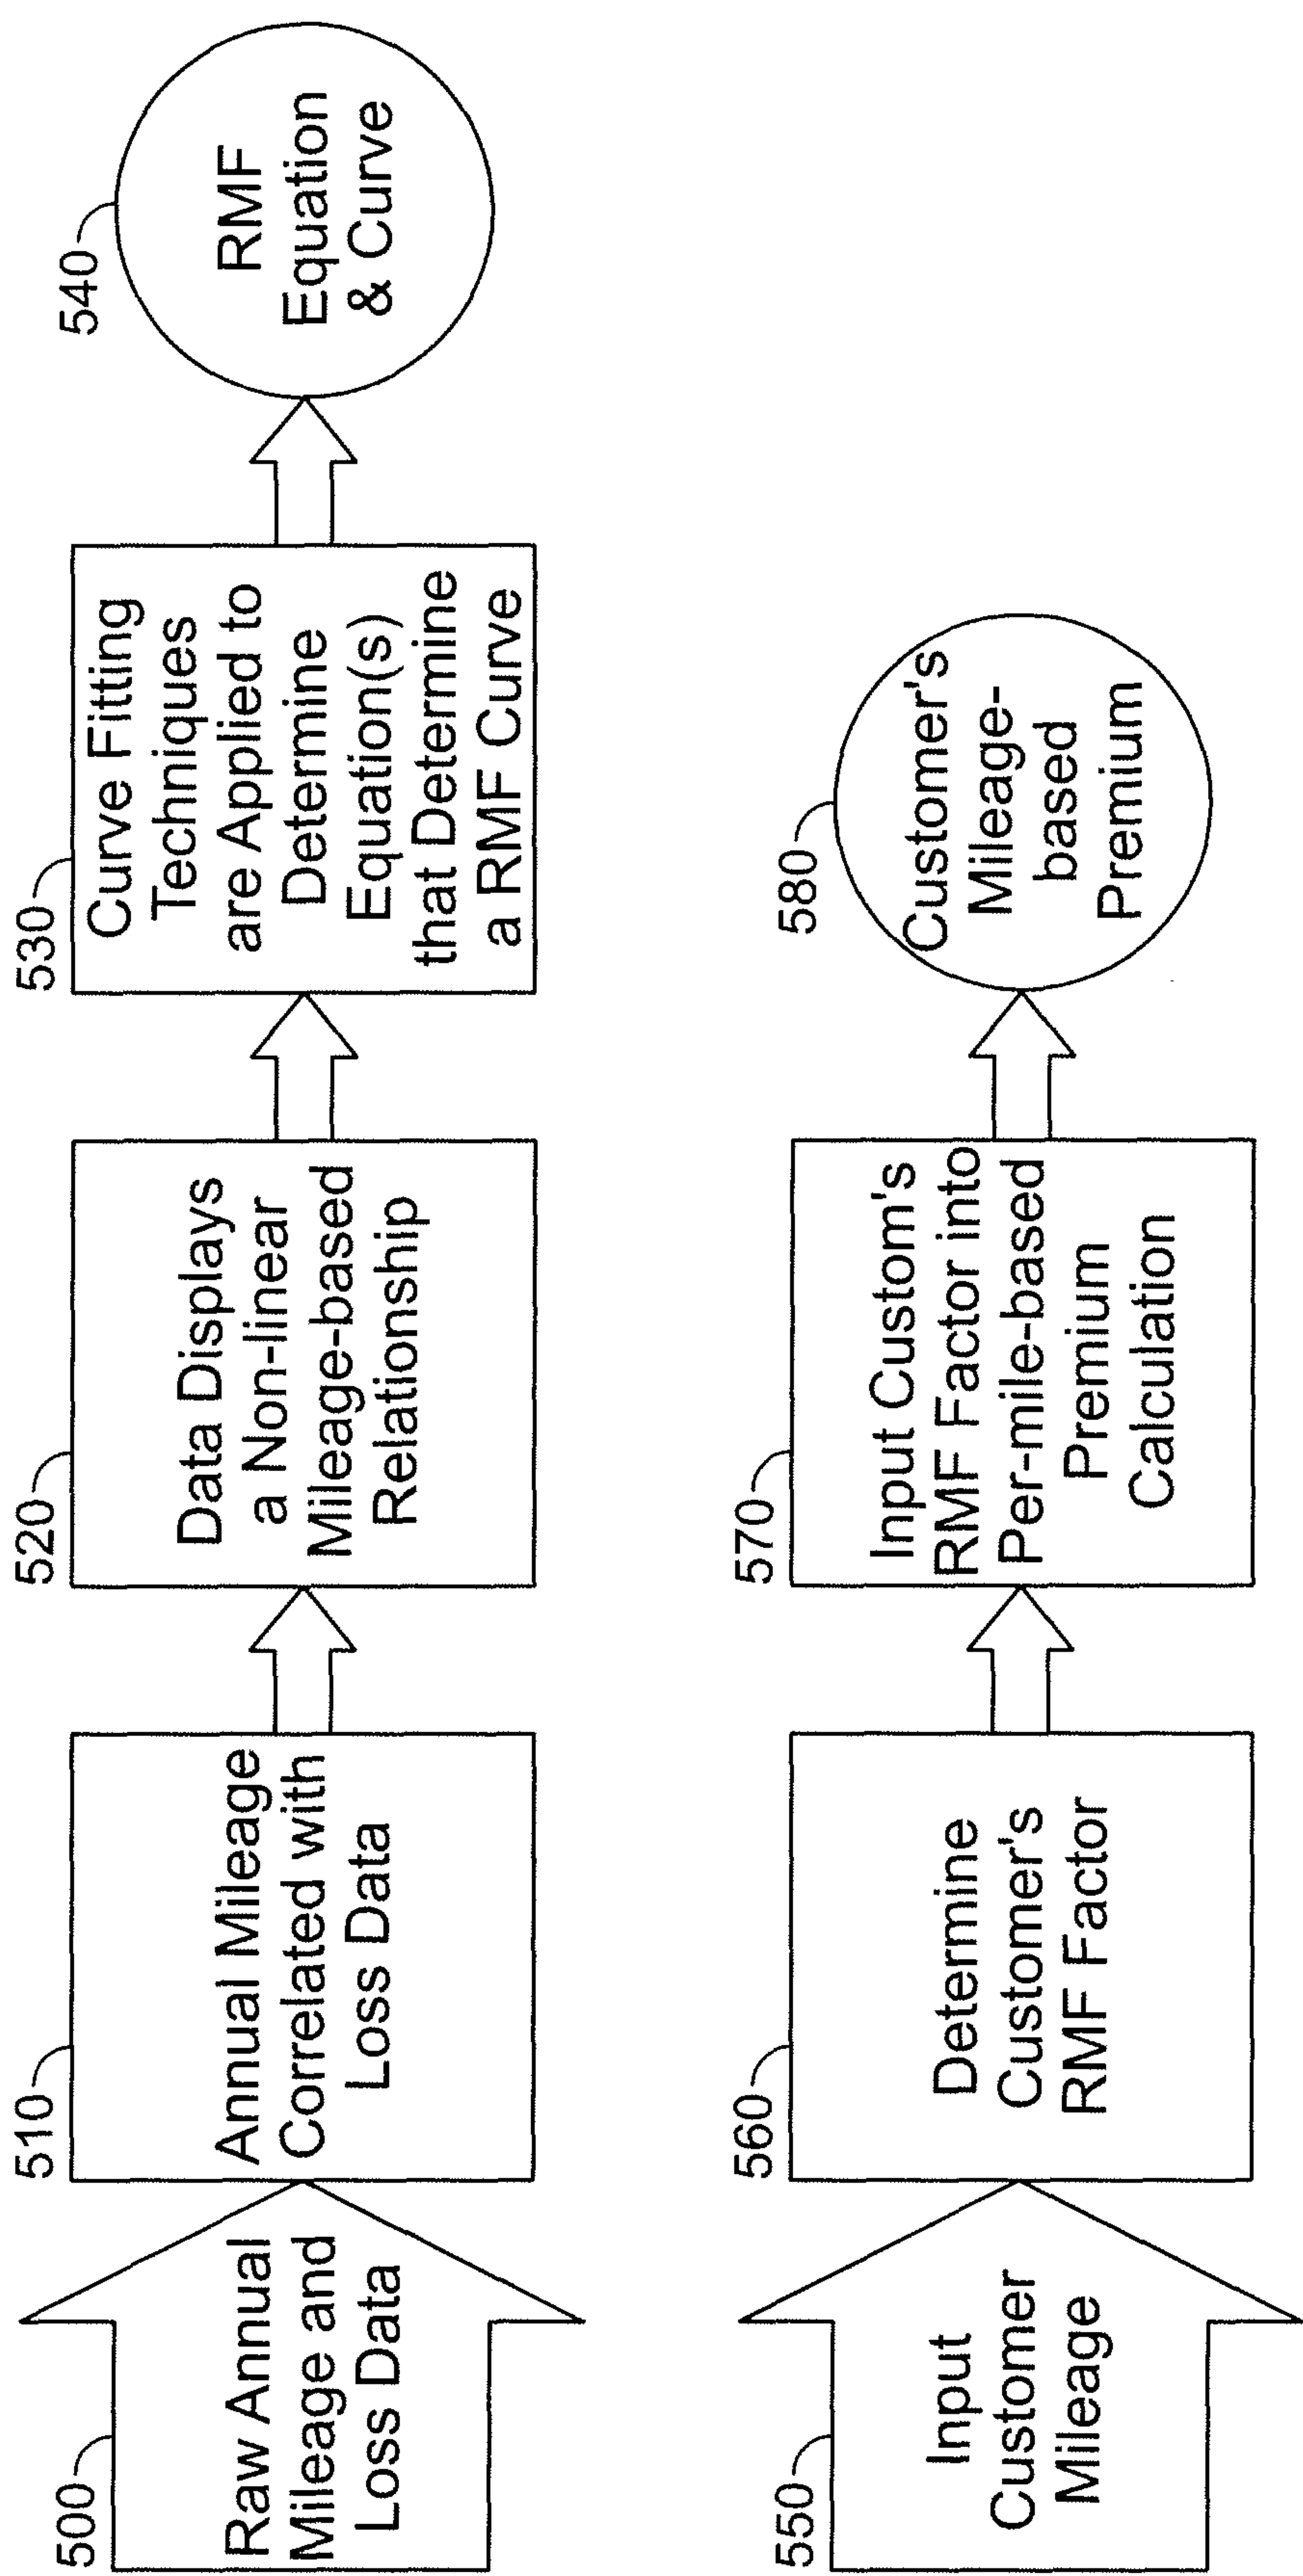 500
Raw Annual
Mileage and
Loss Data
510
Annual Mileage
Correlated with
Loss Data
520
Data Displays
a Non-linear
Mileage-based
Relationship
530
Curve Fitting
Techniques
are Applied to
Determine
Equation(s)
that Determine
a RMF Curve
540
RMF
Equation
& Curve
550
Input
Customer
Mileage
560
Determine
Customer's
RMF Factor
570
Input Custom's
RMF Factor into
Per-mile-based
Premium
Calculation
580
Customer's
Mileage-
based
Premium